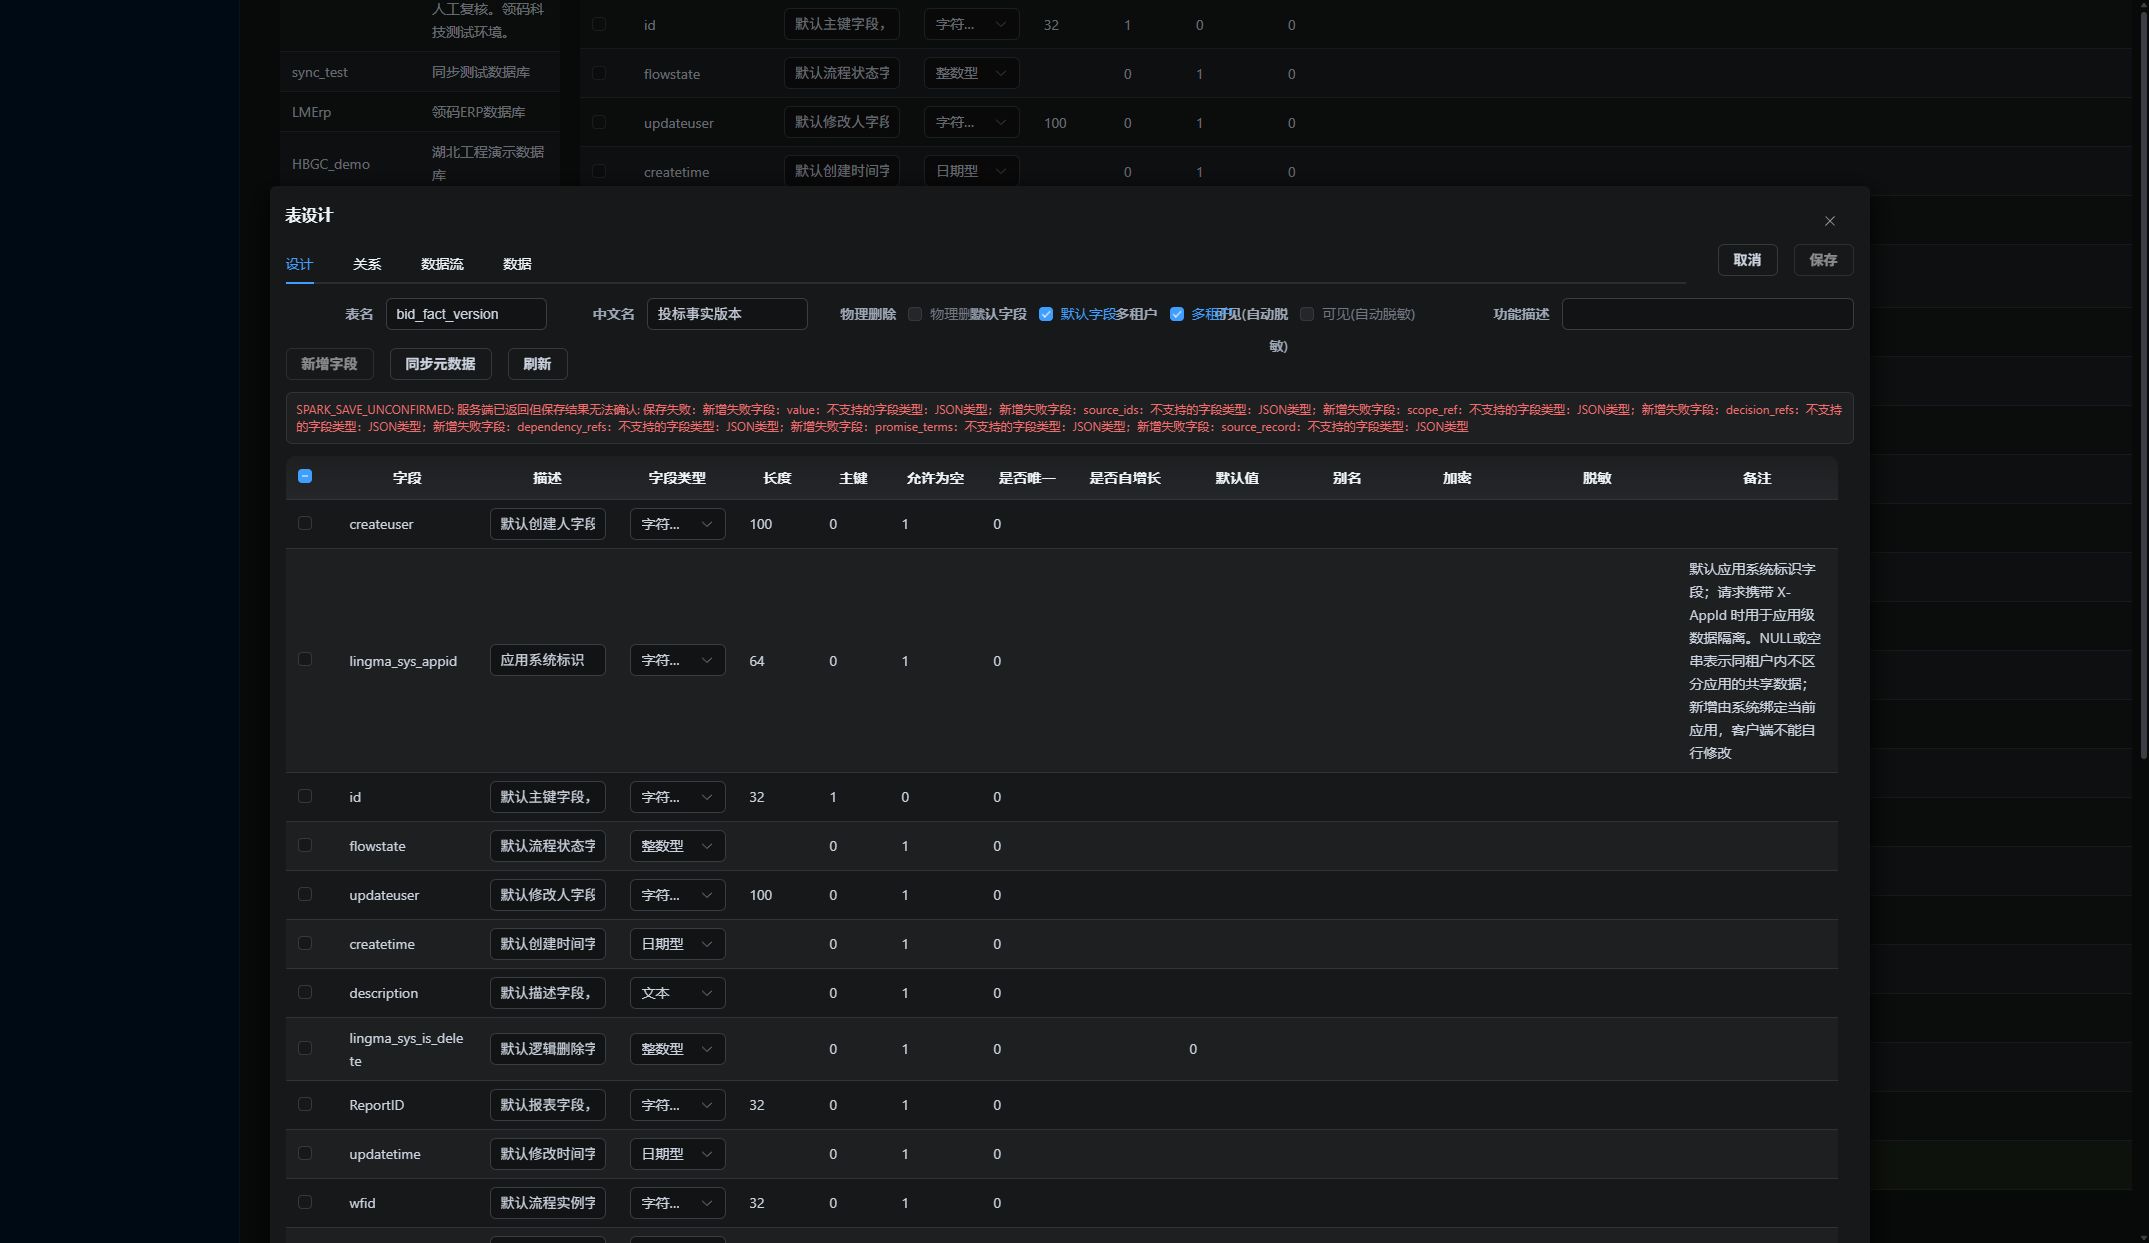 人工复核。领码科
技测试环境。
sync_test 同步测试数据库
LMErp 领码ERP数据库
HBGC_demo 湖北工程演示数据
库
id 默认主键字段， 字符... 32 1 0 0
flowstate 默认流程状态字 整数型 0 1 0
updateuser 默认修改人字段 字符... 100 0 1 0
createtime 默认创建时间字 日期型 0 1 0
表设计
设计 关系 数据流 数据 取消 保存
表名 bid_fact_version 中文名 投标事实版本 物理删除 物理删 默认字段 默认字段 多租户 多租 可见(自动脱
敏) 可见(自动脱敏) 功能描述
新增字段 同步元数据 刷新
SPARK_SAVE_UNCONFIRMED: 服务端已返回但保存结果无法确认: 保存失败：新增失败字段：value：不支持的字段类型：JSON类型；新增失败字段：source_ids：不支持的字段类型：JSON类型；新增失败字段：scope_ref：不支持的字段类型：JSON类型；新增失败字段：decision_refs：不支持
的字段类型：JSON类型；新增失败字段：dependency_refs：不支持的字段类型：JSON类型；新增失败字段：promise_terms：不支持的字段类型：JSON类型；新增失败字段：source_record：不支持的字段类型：JSON类型
字段 描述 字段类型 长度 主键 允许为空 是否唯一 是否自增长 默认值 别名 加密 脱敏 备注
createuser 默认创建人字段 字符... 100 0 1 0
lingma_sys_appid 应用系统标识 字符... 64 0 1 0
默认应用系统标识字
段；请求携带 X-
AppId 时用于应用级
数据隔离。NULL或空
串表示同租户内不区
分应用的共享数据；
新增由系统绑定当前
应用，客户端不能自
行修改
id 默认主键字段， 字符... 32 1 0 0
flowstate 默认流程状态字 整数型 0 1 0
updateuser 默认修改人字段 字符... 100 0 1 0
createtime 默认创建时间字 日期型 0 1 0
description 默认描述字段， 文本 0 1 0
lingma_sys_is_dele
te 默认逻辑删除字 整数型 0 1 0 0
ReportID 默认报表字段， 字符... 32 0 1 0
updatetime 默认修改时间字 日期型 0 1 0
wfid 默认流程实例字 字符... 32 0 1 0